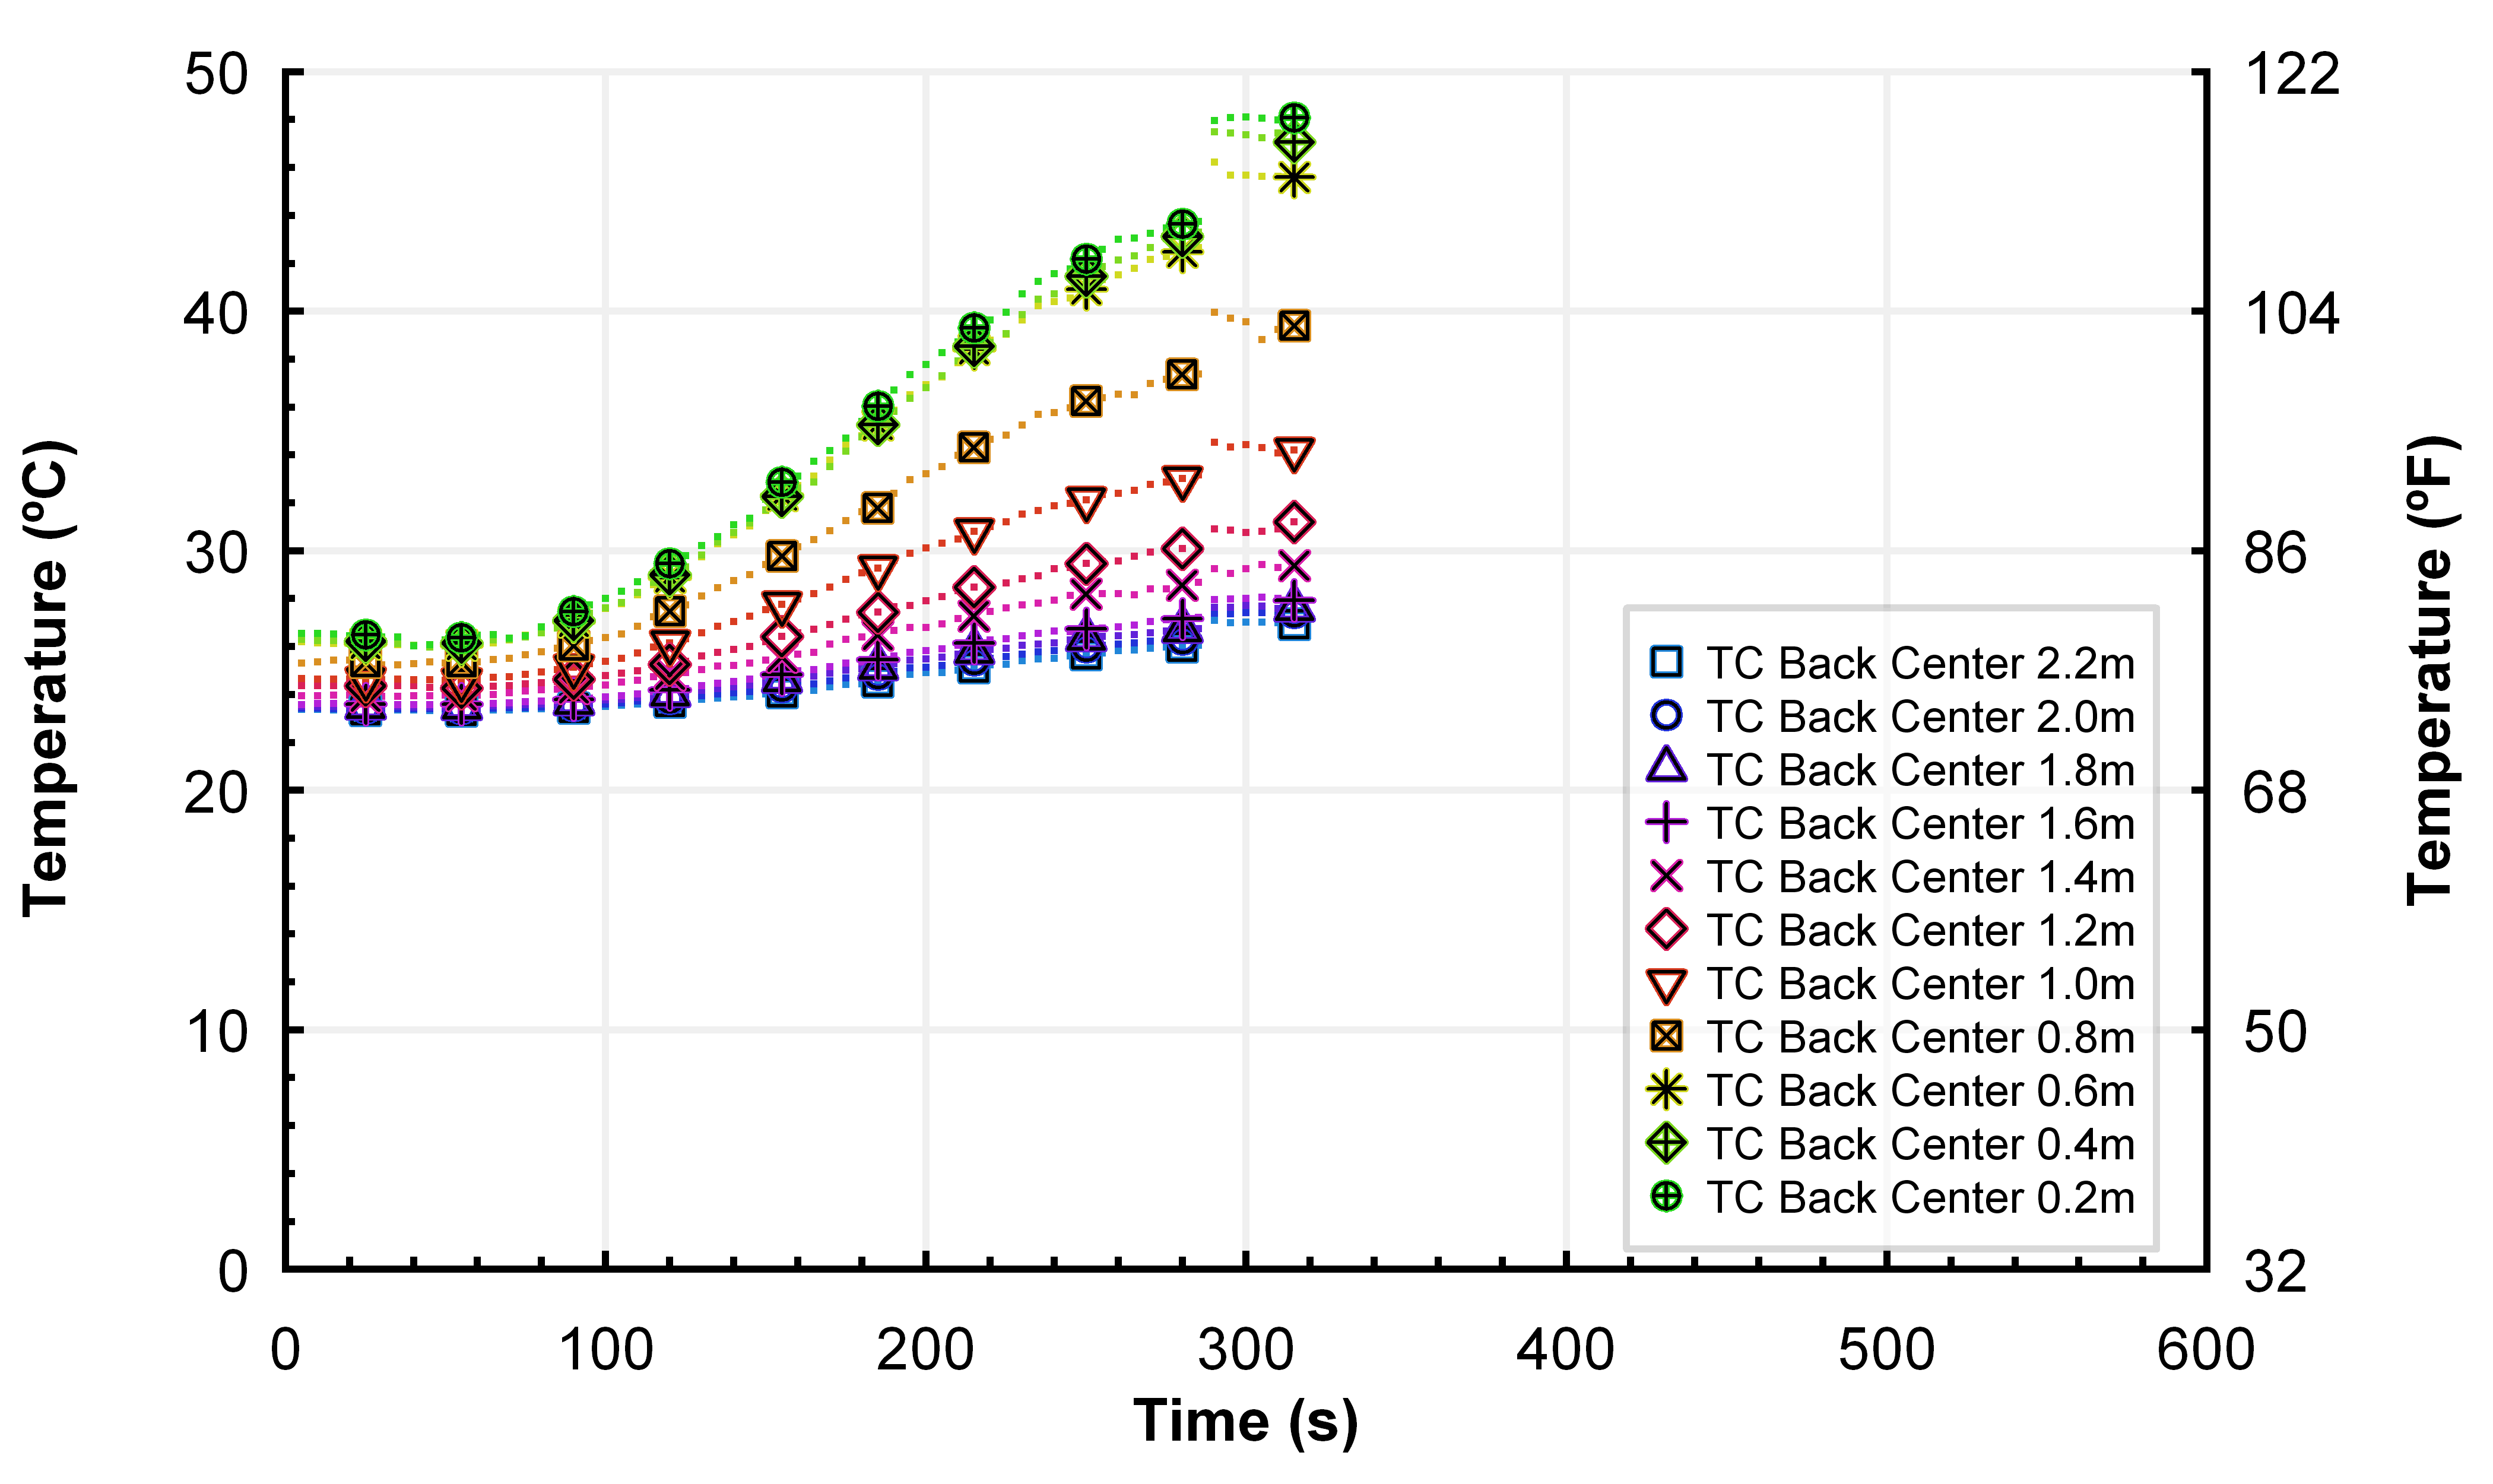 Temperature (ºC)
50
40
30
20
10
0
0 100 200 300 400 500 600
Time (s)
122
104
86
68
50
32
Temperature (ºF)
TC Back Center 2.2m
TC Back Center 2.0m
TC Back Center 1.8m
TC Back Center 1.6m
TC Back Center 1.4m
TC Back Center 1.2m
TC Back Center 1.0m
TC Back Center 0.8m
TC Back Center 0.6m
TC Back Center 0.4m
TC Back Center 0.2m